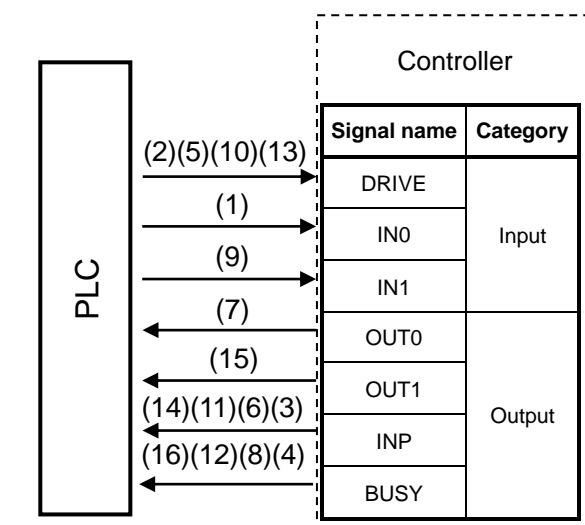 Controller
Signal name Category
(2)(5)(10)(13)
DRIVE
(1)
IN0
Input
(9)
IN1
PLC
(7)
OUT0
(15)
OUT1
(14)(11)(6)(3)
Output
INP
(16)(12)(8)(4)
BUSY